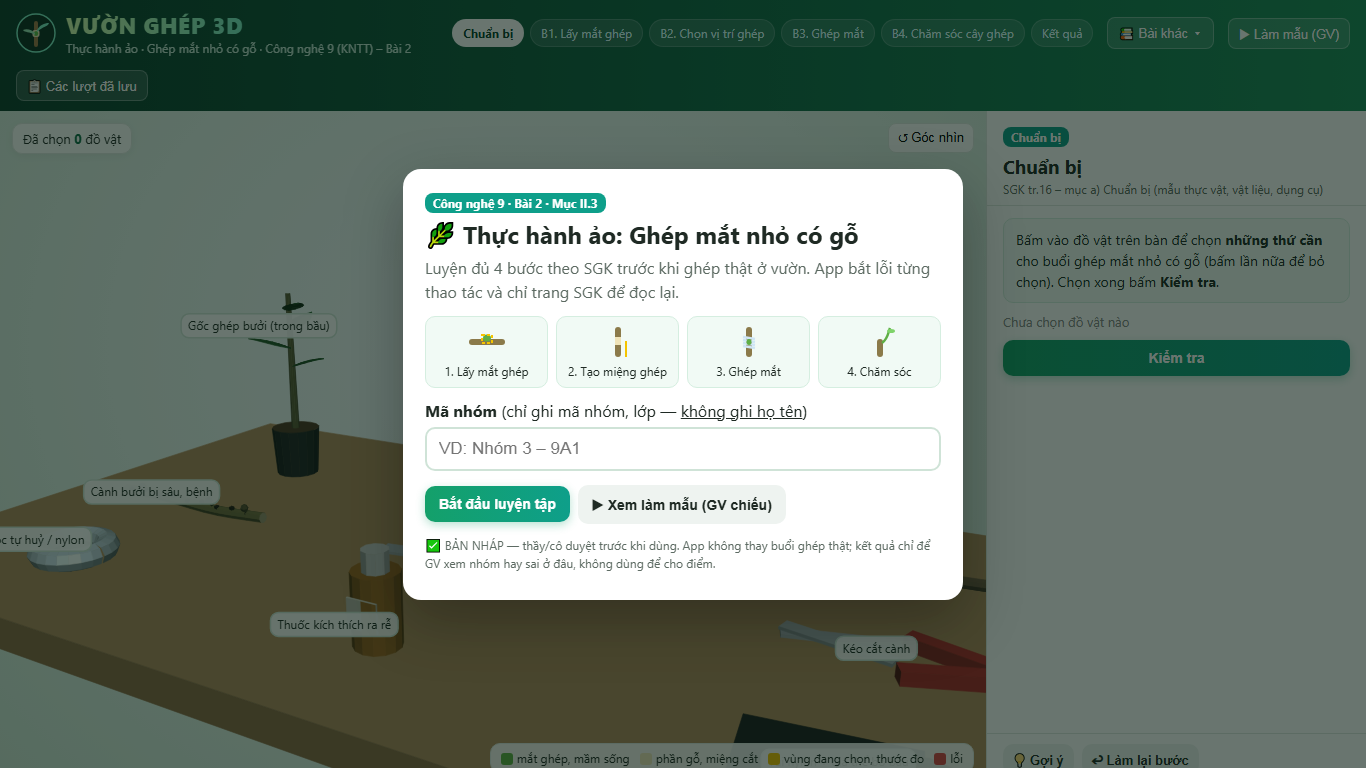 VƯỜN GHÉP 3D
Thực hành ảo · Ghép mắt nhỏ có gỗ · Công nghệ 9 (KNTT) – Bài 2
Chuẩn bị
B1. Lấy mắt ghép
B2. Chọn vị trí ghép
B3. Ghép mắt
B4. Chăm sóc cây ghép
Kết quả
Bài khác
Làm mẫu (GV)
Các lượt đã lưu
Đã chọn 0 đồ vật
Góc nhìn
Gốc ghép bưởi (trong bầu)
Cành bưởi bị sâu, bệnh
tự huỷ / nylon
Thuốc kích thích ra rễ
Kéo cắt cành
mắt ghép, mầm sống
phần gỗ, miệng cắt
vùng đang chọn, thước đo
lỗi
Công nghệ 9 · Bài 2 · Mục II.3
Thực hành ảo: Ghép mắt nhỏ có gỗ
Luyện đủ 4 bước theo SGK trước khi ghép thật ở vườn. App bắt lỗi từng
thao tác và chỉ trang SGK để đọc lại.
1. Lấy mắt ghép
2. Tạo miệng ghép
3. Ghép mắt
4. Chăm sóc
Mã nhóm (chỉ ghi mã nhóm, lớp — không ghi họ tên)
VD: Nhóm 3 – 9A1
Bắt đầu luyện tập
Xem làm mẫu (GV chiếu)
BẢN NHÁP — thầy/cô duyệt trước khi dùng. App không thay buổi ghép thật; kết quả chỉ để
GV xem nhóm hay sai ở đâu, không dùng để cho điểm.
Chuẩn bị
Chuẩn bị
SGK tr.16 – mục a) Chuẩn bị (mẫu thực vật, vật liệu, dụng cụ)
Bấm vào đồ vật trên bàn để chọn những thứ cần
cho buổi ghép mắt nhỏ có gỗ (bấm lần nữa để bỏ
chọn). Chọn xong bấm Kiểm tra.
Chưa chọn đồ vật nào
Kiểm tra
Gợi ý
Làm lại bước